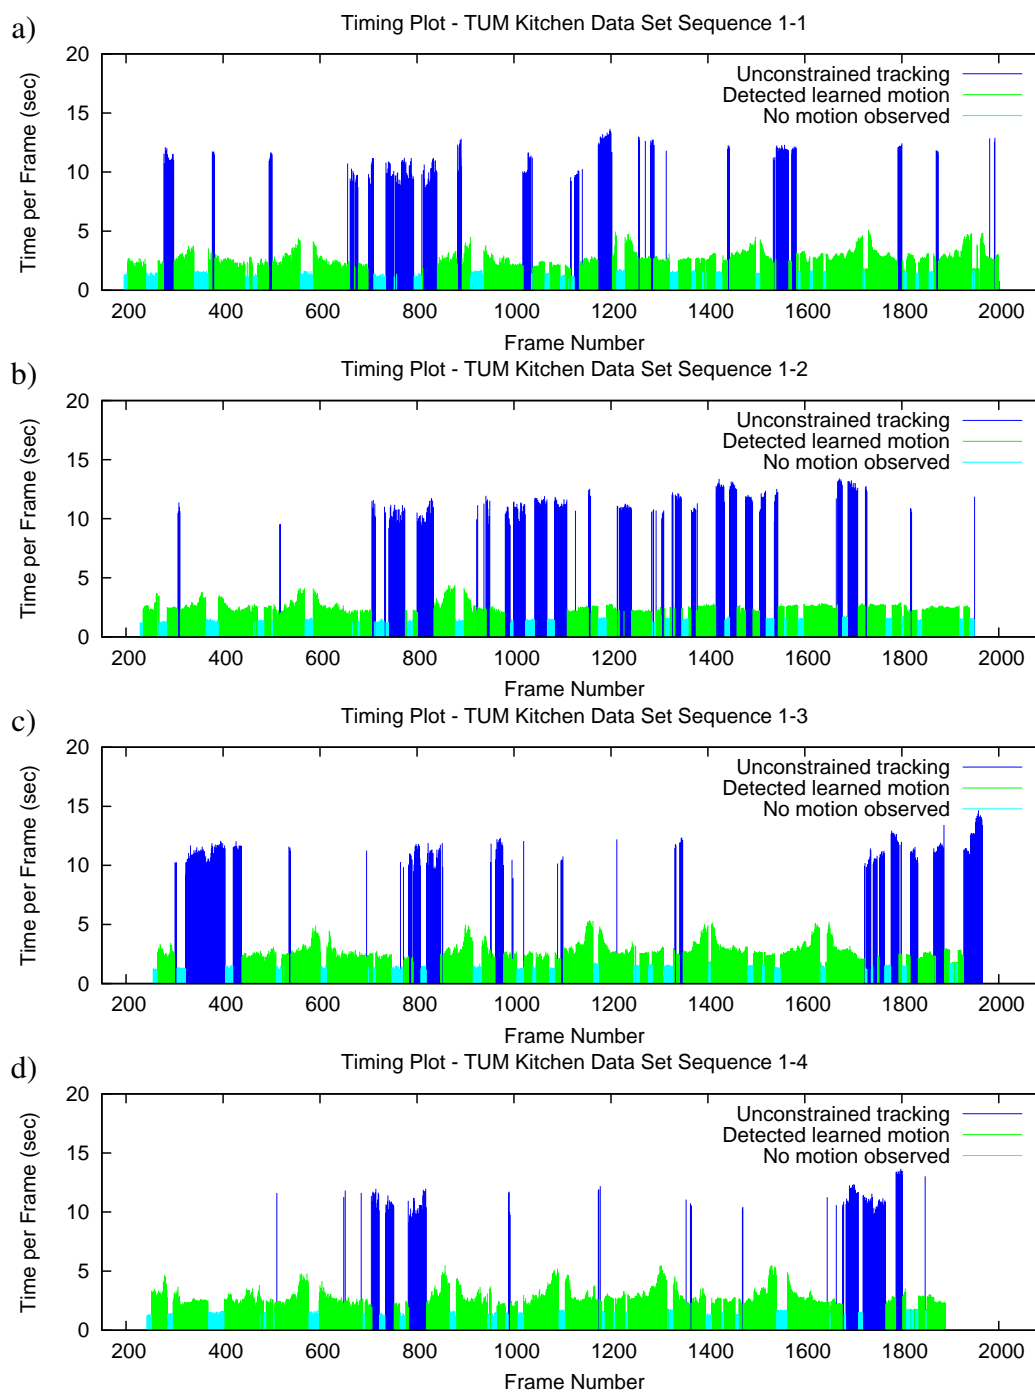 a)
Timing Plot - TUM Kitchen Data Set Sequence 1-1
Time per Frame (sec)
20
15
10
5
0
Unconstrained tracking
Detected learned motion
No motion observed
200 400 600 800 1000 1200 1400 1600 1800 2000
Frame Number
b)
Timing Plot - TUM Kitchen Data Set Sequence 1-2
Time per Frame (sec)
20
15
10
5
0
Unconstrained tracking
Detected learned motion
No motion observed
200 400 600 800 1000 1200 1400 1600 1800 2000
Frame Number
c)
Timing Plot - TUM Kitchen Data Set Sequence 1-3
Time per Frame (sec)
20
15
10
5
0
Unconstrained tracking
Detected learned motion
No motion observed
200 400 600 800 1000 1200 1400 1600 1800 2000
Frame Number
d)
Timing Plot - TUM Kitchen Data Set Sequence 1-4
Time per Frame (sec)
20
15
10
5
0
Unconstrained tracking
Detected learned motion
No motion observed
200 400 600 800 1000 1200 1400 1600 1800 2000
Frame Number